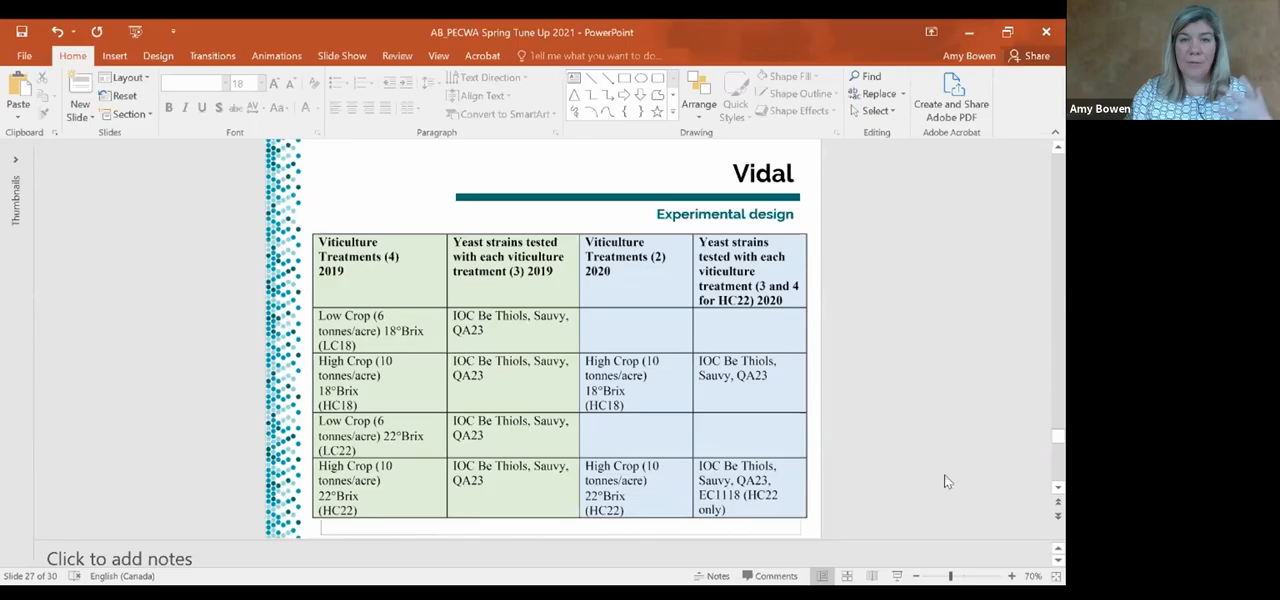 AB_PECWA Spring Tune Up 2021 - PowerPoint
File Home Insert Design Transitions Animations Slide Show Review View Acrobat Tell me what you want to do... Amy Bowen Share
Paste
New Slide
Layout
Reset
Section
18
B I U S abc AV Aa A
Text Direction
Align Text
Convert to SmartArt
Arrange
Quick Styles
Shape Fill
Shape Outline
Shape Effects
Find
Replace
Select
Create and Share
Adobe PDF
Clipboard Slides Font Paragraph Drawing Editing Adobe Acrobat
Amy Bowen
Thumbnails
Vidal
Experimental design
Viticulture
Treatments (4)
2019
Yeast strains tested
with each viticulture
treatment (3) 2019
Viticulture
Treatments (2)
2020
Yeast strains
tested with each
viticulture
treatment (3 and 4
for HC22) 2020
Low Crop (6
tonnes/acre) 18°Brix
(LC18)
IOC Be Thiols, Sauvy,
QA23
High Crop (10
tonnes/acre)
18°Brix
(HC18)
IOC Be Thiols, Sauvy,
QA23
High Crop (10
tonnes/acre)
18°Brix
(HC18)
IOC Be Thiols,
Sauvy, QA23
Low Crop (6
tonnes/acre) 22°Brix
(LC22)
IOC Be Thiols, Sauvy,
QA23
High Crop (10
tonnes/acre)
22°Brix
(HC22)
IOC Be Thiols, Sauvy,
QA23
High Crop (10
tonnes/acre)
22°Brix
(HC22)
IOC Be Thiols,
Sauvy, QA23,
EC1118 (HC22
only)
Click to add notes
Slide 27 of 30 English (Canada) Notes Comments 70%